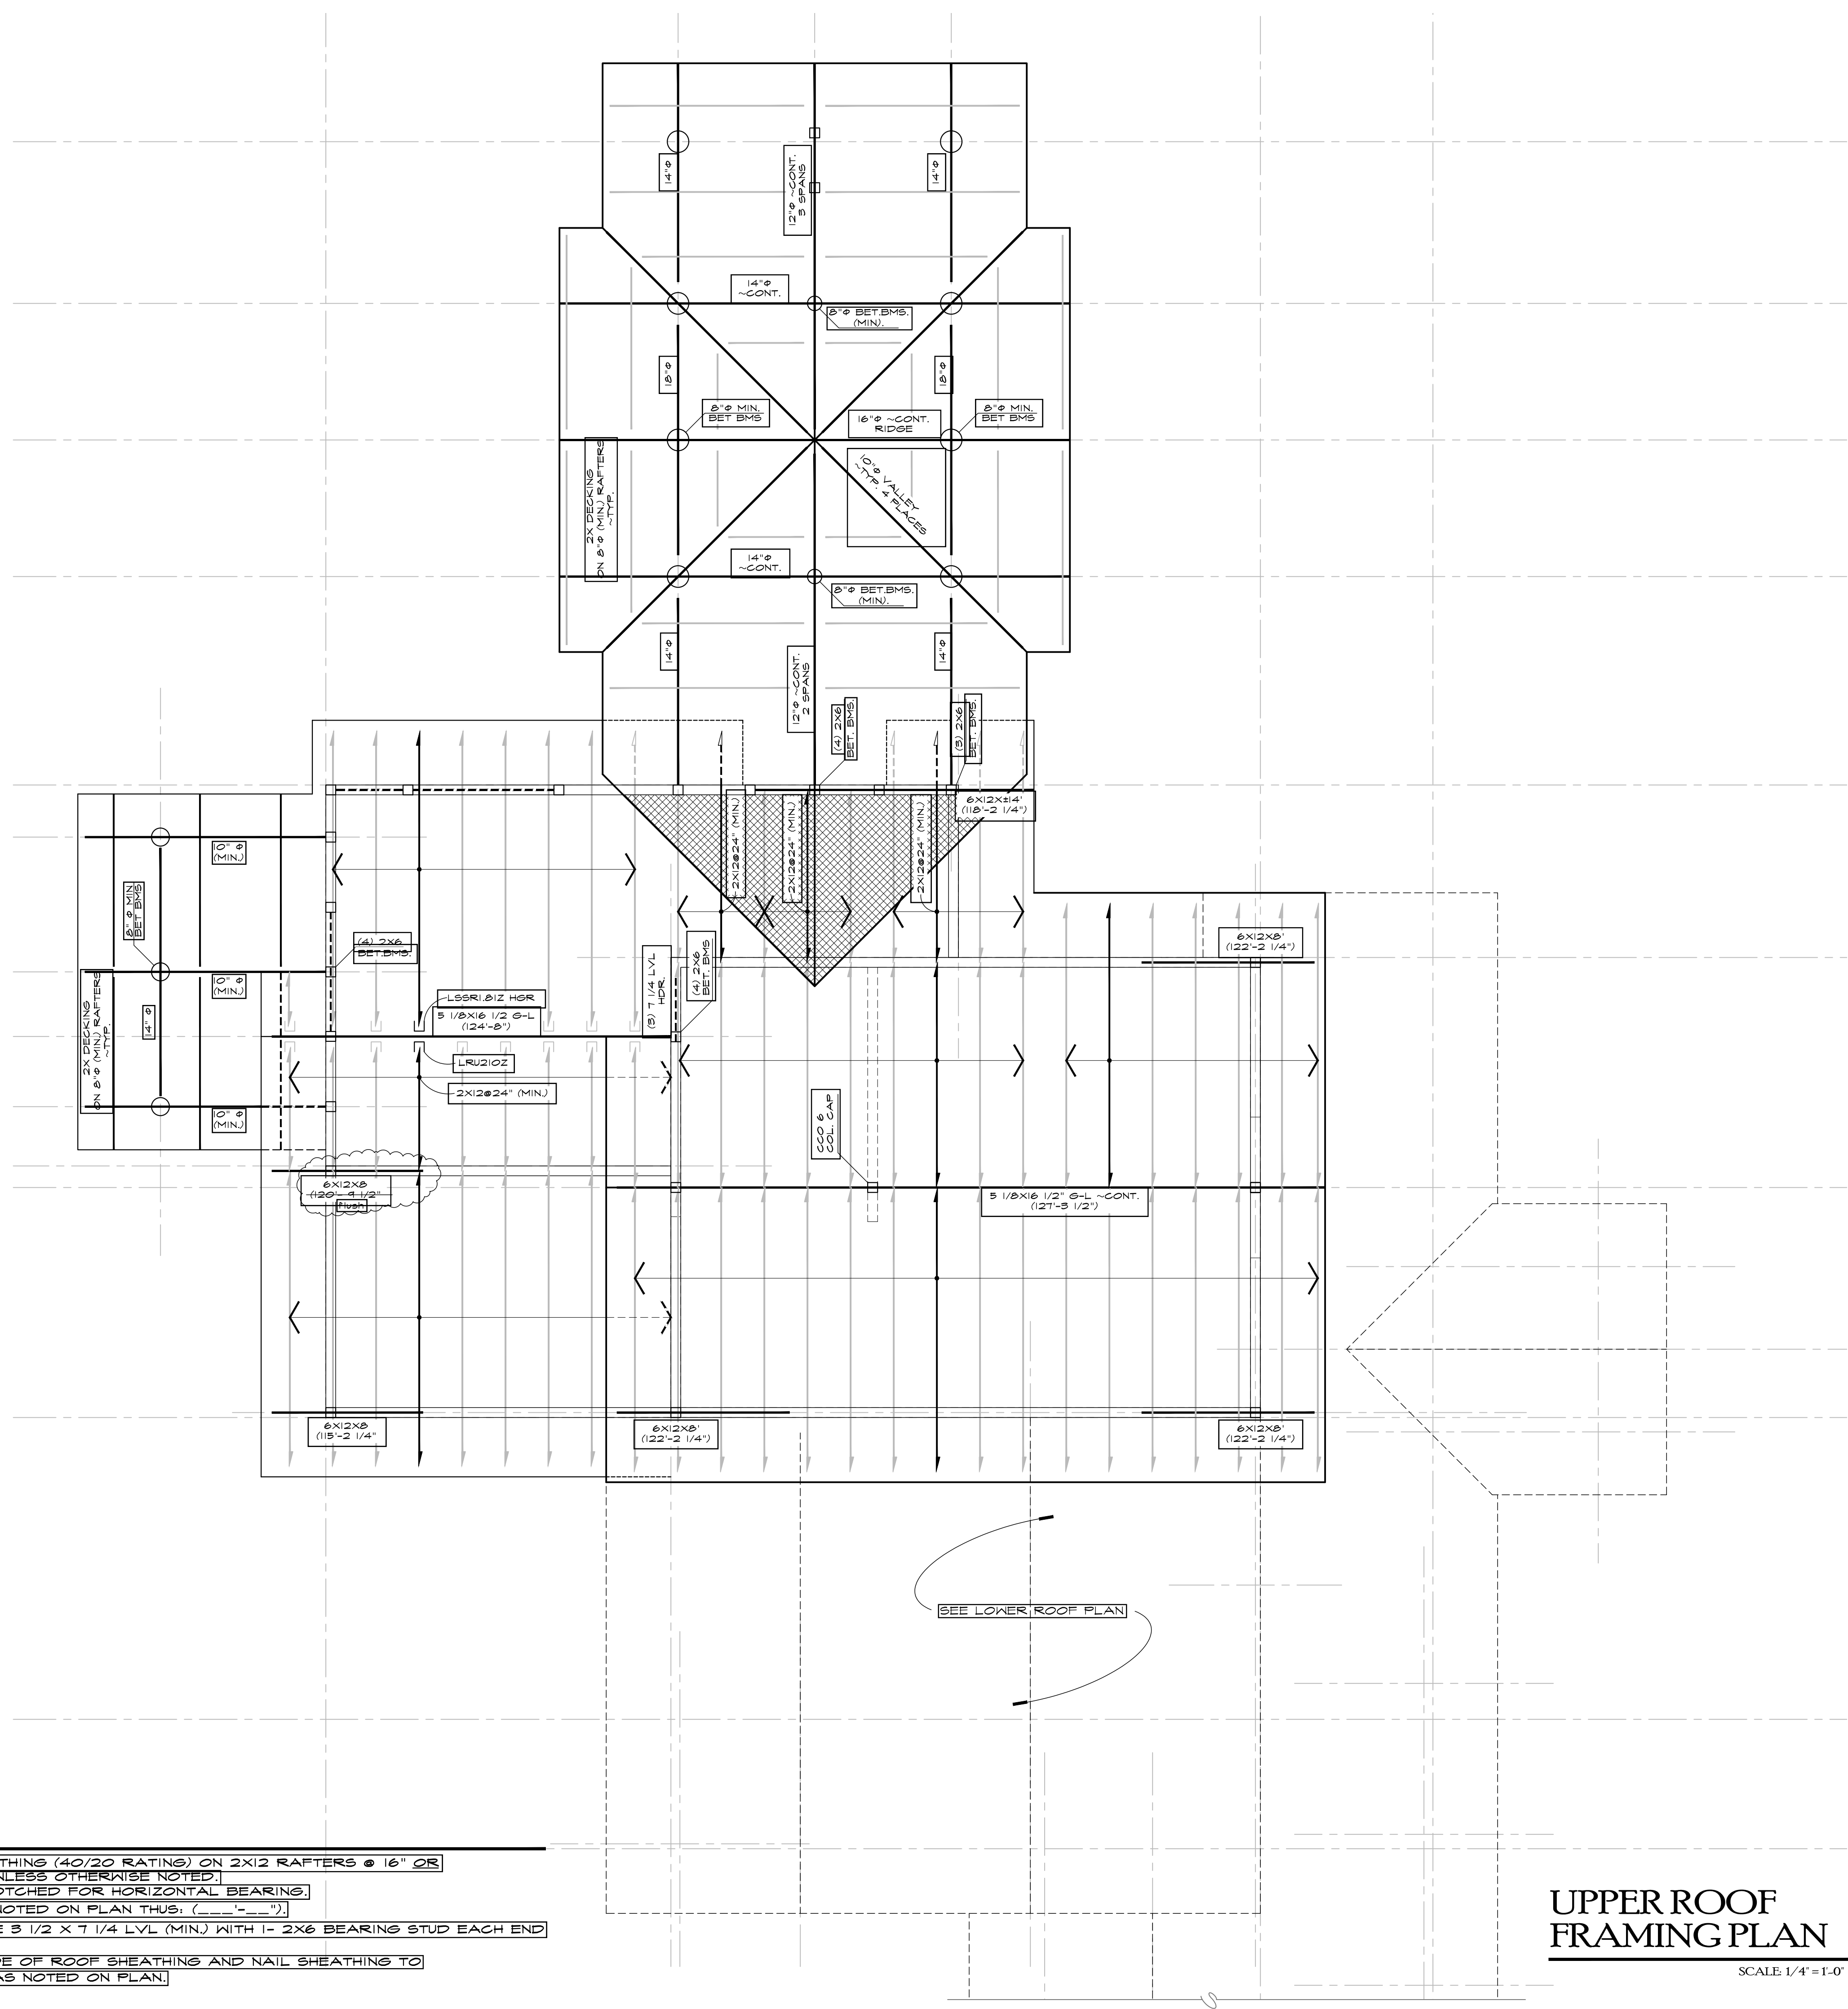 14"Φ
12"Φ ~CONT.
3 SPANS
14"Φ
14"Φ
~CONT.
8"Φ BET.BMS.
(MIN).
18"Φ
18"Φ
8"Φ MIN.
BET BMS
16"Φ ~CONT.
RIDGE
8"Φ MIN.
BET BMS
10"Φ VALLEY
~TYP. 4 PLACES
2X DECKING
ON 8"Φ (MIN.) RAFTERS
~TYP.
14"Φ
~CONT.
8"Φ BET.BMS.
(MIN).
14"Φ
14"Φ
12"Φ ~CONT.
2 SPANS
(4) 2X6
BET. BMS.
(3) 2X6
BET. BMS.
6X12X±14'
(118'-2 1/4")
2X12@24" (MIN.)
2X12@24" (MIN.)
2X12@24" (MIN.)
10" Φ
(MIN.)
8" Φ MIN
BET BMS
(4) 2X6
BET.BMS.
(3) 7 1/4 LVL
HDR.
(4) 2X6
BET. BMS
6X12X8'
(122'-2 1/4")
10" Φ
(MIN.)
LSSR1.81Z HGR
5 1/8X16 1/2 G-L
(124'-8")
14" Φ
2X DECKING
ON 8"Φ (MIN.) RAFTERS
~TYP.
LRU210Z
2X12@24" (MIN.)
10" Φ
(MIN.)
CCO 6
COL. CAP
6X12X8
(120'- 9 1/2"
Flush
5 1/8X16 1/2" G-L ~CONT.
(127'-3 1/2")
6X12X8
(115'-2 1/4"
6X12X8'
(122'-2 1/4")
6X12X8'
(122'-2 1/4")
SEE LOWER ROOF PLAN
THING (40/20 RATING) ON 2X12 RAFTERS @ 16" OR
NLESS OTHERWISE NOTED.
OTCHED FOR HORIZONTAL BEARING.
NOTED ON PLAN THUS: (___'-__").
E 3 1/2 X 7 1/4 LVL (MIN.) WITH 1- 2X6 BEARING STUD EACH END
PE OF ROOF SHEATHING AND NAIL SHEATHING TO
AS NOTED ON PLAN.
UPPER ROOF
FRAMING PLAN
SCALE: 1/4" = 1'-0"